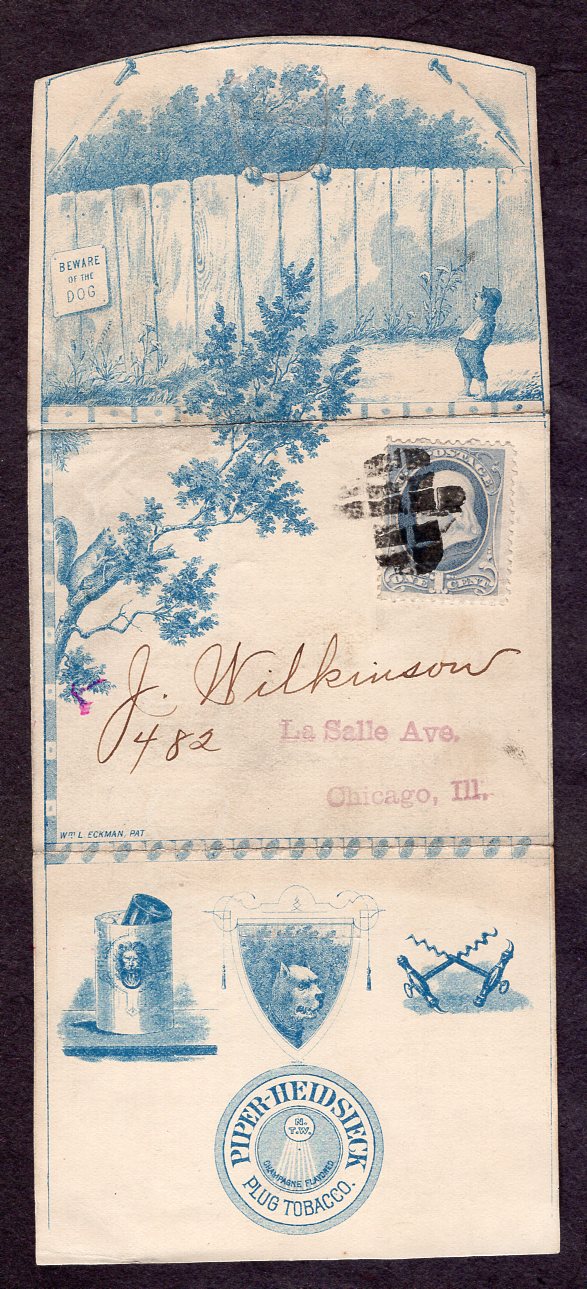 BEWARE
OF THE
DOG
U.S. POSTAGE
ONE CENT
J. Wilkinson
482
La Salle Ave.
Chicago, Ill.
Wm L. ECKMAN, PAT
PIPER-HEIDSIECK
N.
T.W.
CHAMPAGNE FLAVORED
PLUG TOBACCO.